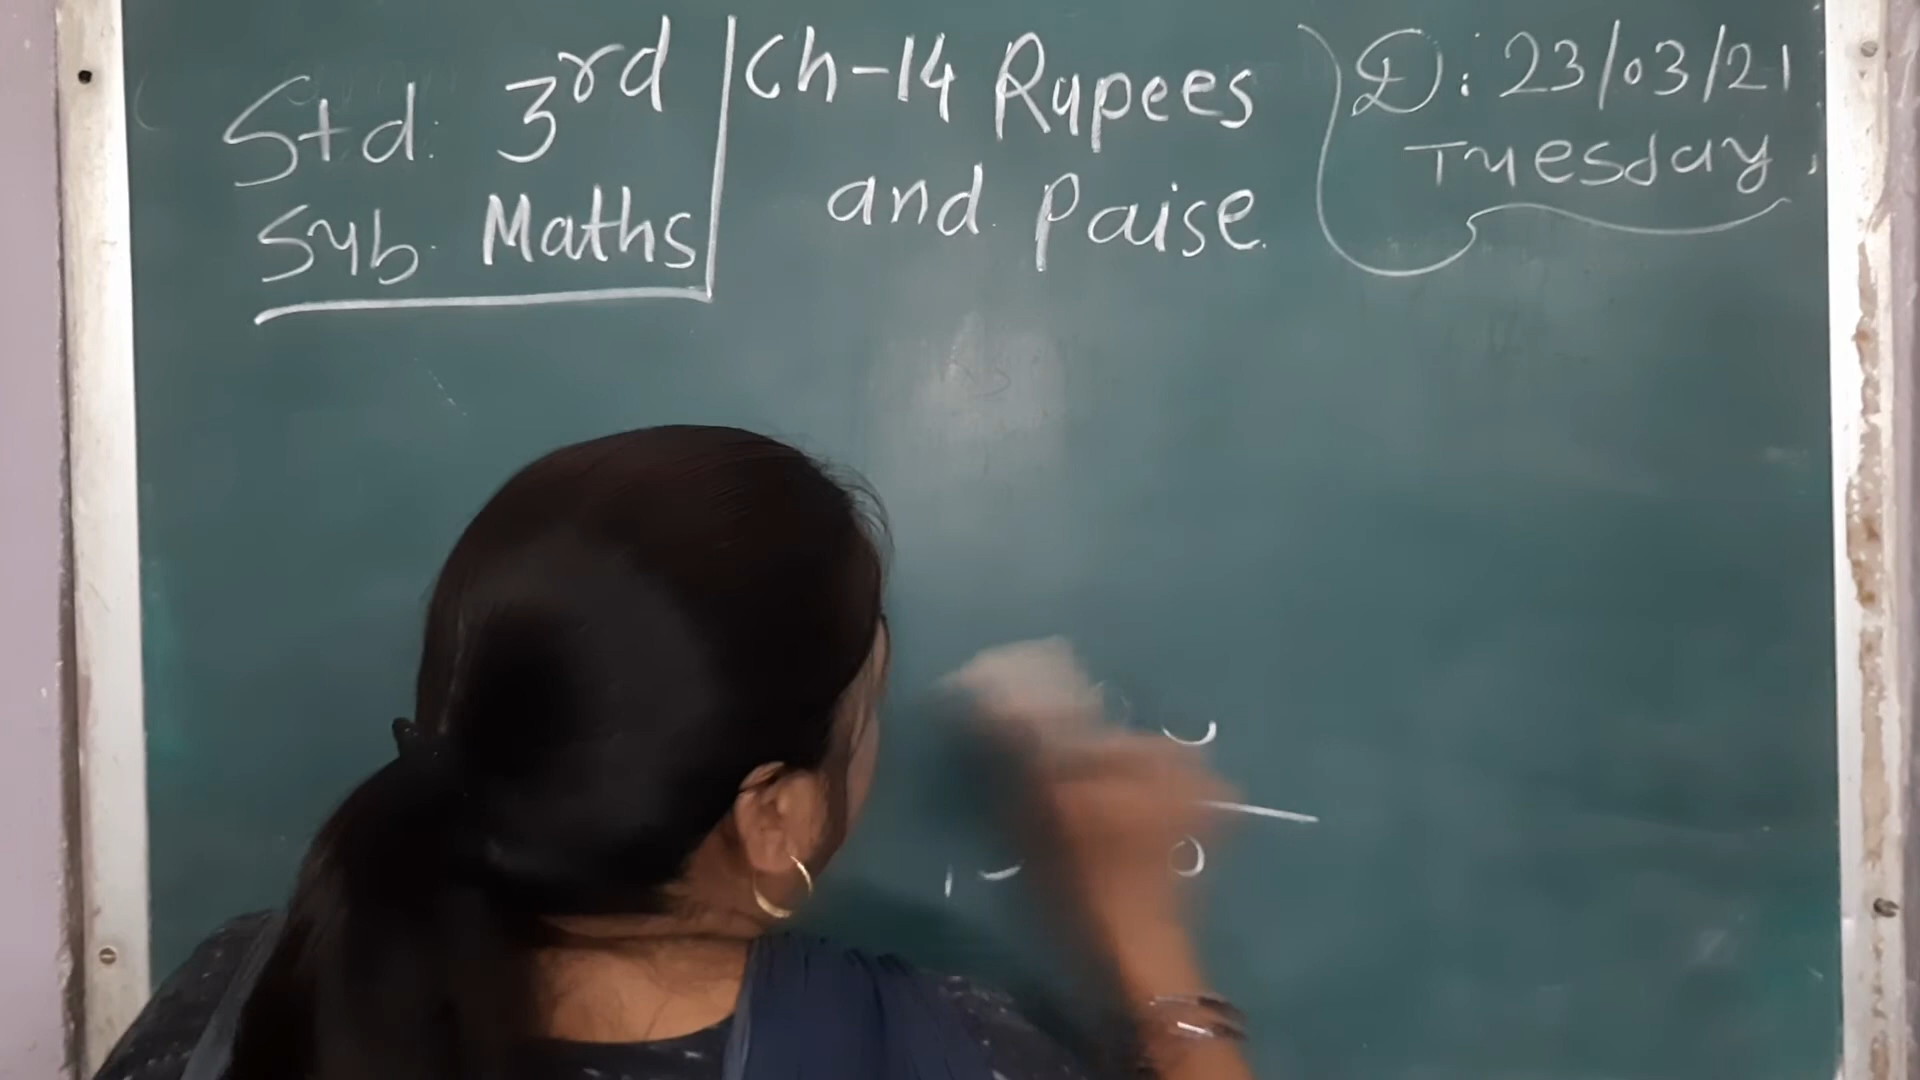 Std: 3rd
Sub. Maths
Ch-14 Rupees
and Paise.
D: 23/03/21
Tuesday,